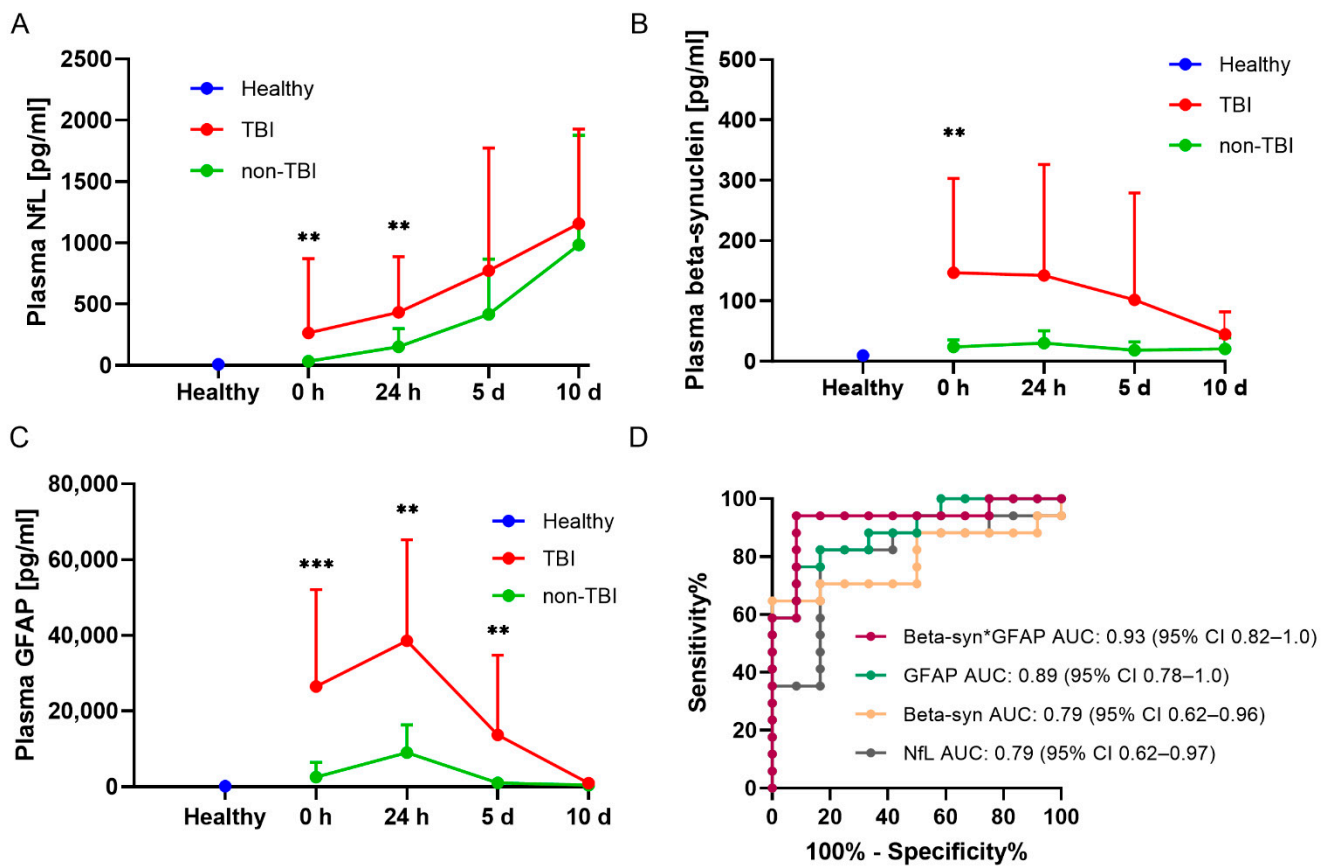 A
Plasma NfL [pg/ml]
2500
2000
1500
1000
500
0
Healthy
TBI
non-TBI
**
**
Healthy
0 h
24 h
5 d
10 d
B
Plasma beta-synuclein [pg/ml]
500
400
300
200
100
0
Healthy
TBI
non-TBI
**
Healthy
0 h
24 h
5 d
10 d
C
Plasma GFAP [pg/ml]
80,000
60,000
40,000
20,000
0
Healthy
TBI
non-TBI
***
**
**
Healthy
0 h
24 h
5 d
10 d
D
Sensitivity%
100
80
60
40
20
0
Beta-syn*GFAP AUC: 0.93 (95% CI 0.82–1.0)
GFAP AUC: 0.89 (95% CI 0.78–1.0)
Beta-syn AUC: 0.79 (95% CI 0.62–0.96)
NfL AUC: 0.79 (95% CI 0.62–0.97)
0
20
40
60
80
100
100% - Specificity%